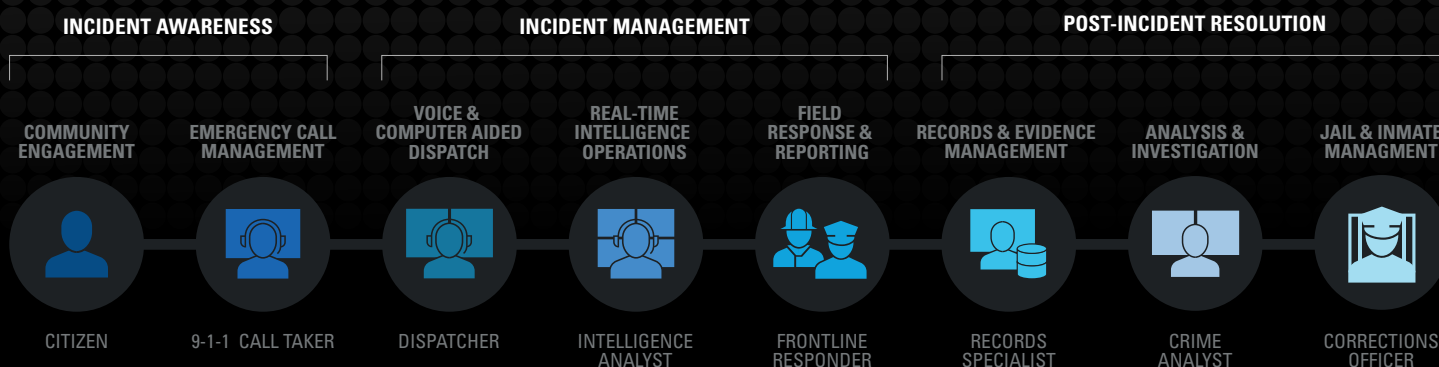 INCIDENT AWARENESS
INCIDENT MANAGEMENT
POST-INCIDENT RESOLUTION
COMMUNITY
ENGAGEMENT
EMERGENCY CALL
MANAGEMENT
VOICE &
COMPUTER AIDED
DISPATCH
REAL-TIME
INTELLIGENCE
OPERATIONS
FIELD
RESPONSE &
REPORTING
RECORDS & EVIDENCE
MANAGEMENT
ANALYSIS &
INVESTIGATION
JAIL & INMATE
MANAGMENT
CITIZEN
9-1-1 CALL TAKER
DISPATCHER
INTELLIGENCE
ANALYST
FRONTLINE
RESPONDER
RECORDS
SPECIALIST
CRIME
ANALYST
CORRECTIONS
OFFICER